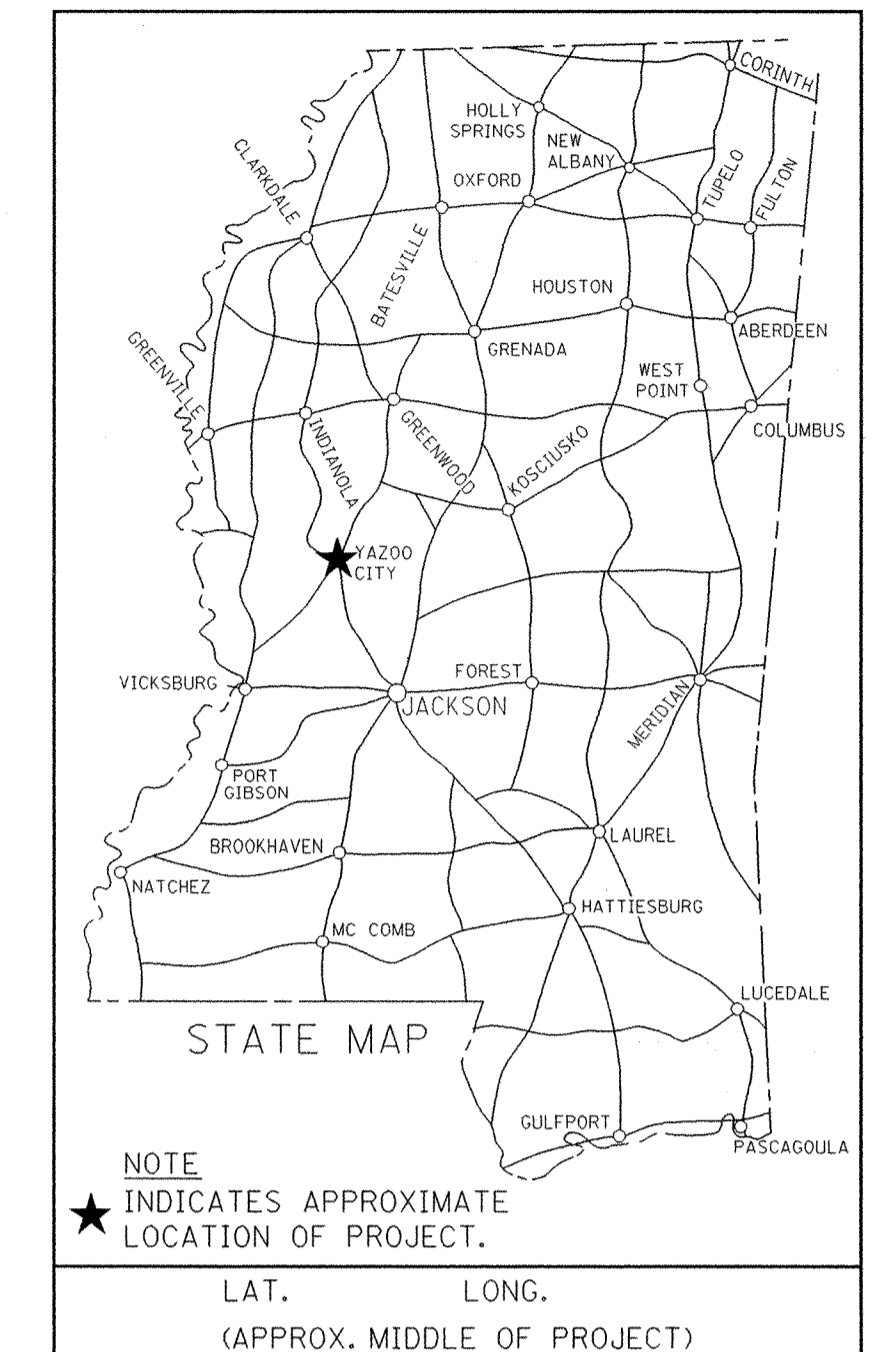 CORINTH
HOLLY
SPRINGS
NEW
ALBANY
CLARKDALE
OXFORD
TUPELO
FULTON
BATESVILLE
HOUSTON
ABERDEEN
GRENADA
GREENVILLE
WEST
POINT
INDIANOLA
GREENWOOD
KOSCIUSKO
COLUMBUS
YAZOO
CITY
VICKSBURG
FOREST
JACKSON
MERIDIAN
PORT
GIBSON
BROOKHAVEN
LAUREL
NATCHEZ
HATTIESBURG
MC COMB
LUCEDALE
STATE MAP
GULFPORT
PASCAGOULA
NOTE
INDICATES APPROXIMATE
LOCATION OF PROJECT.
LAT. LONG.
(APPROX. MIDDLE OF PROJECT)